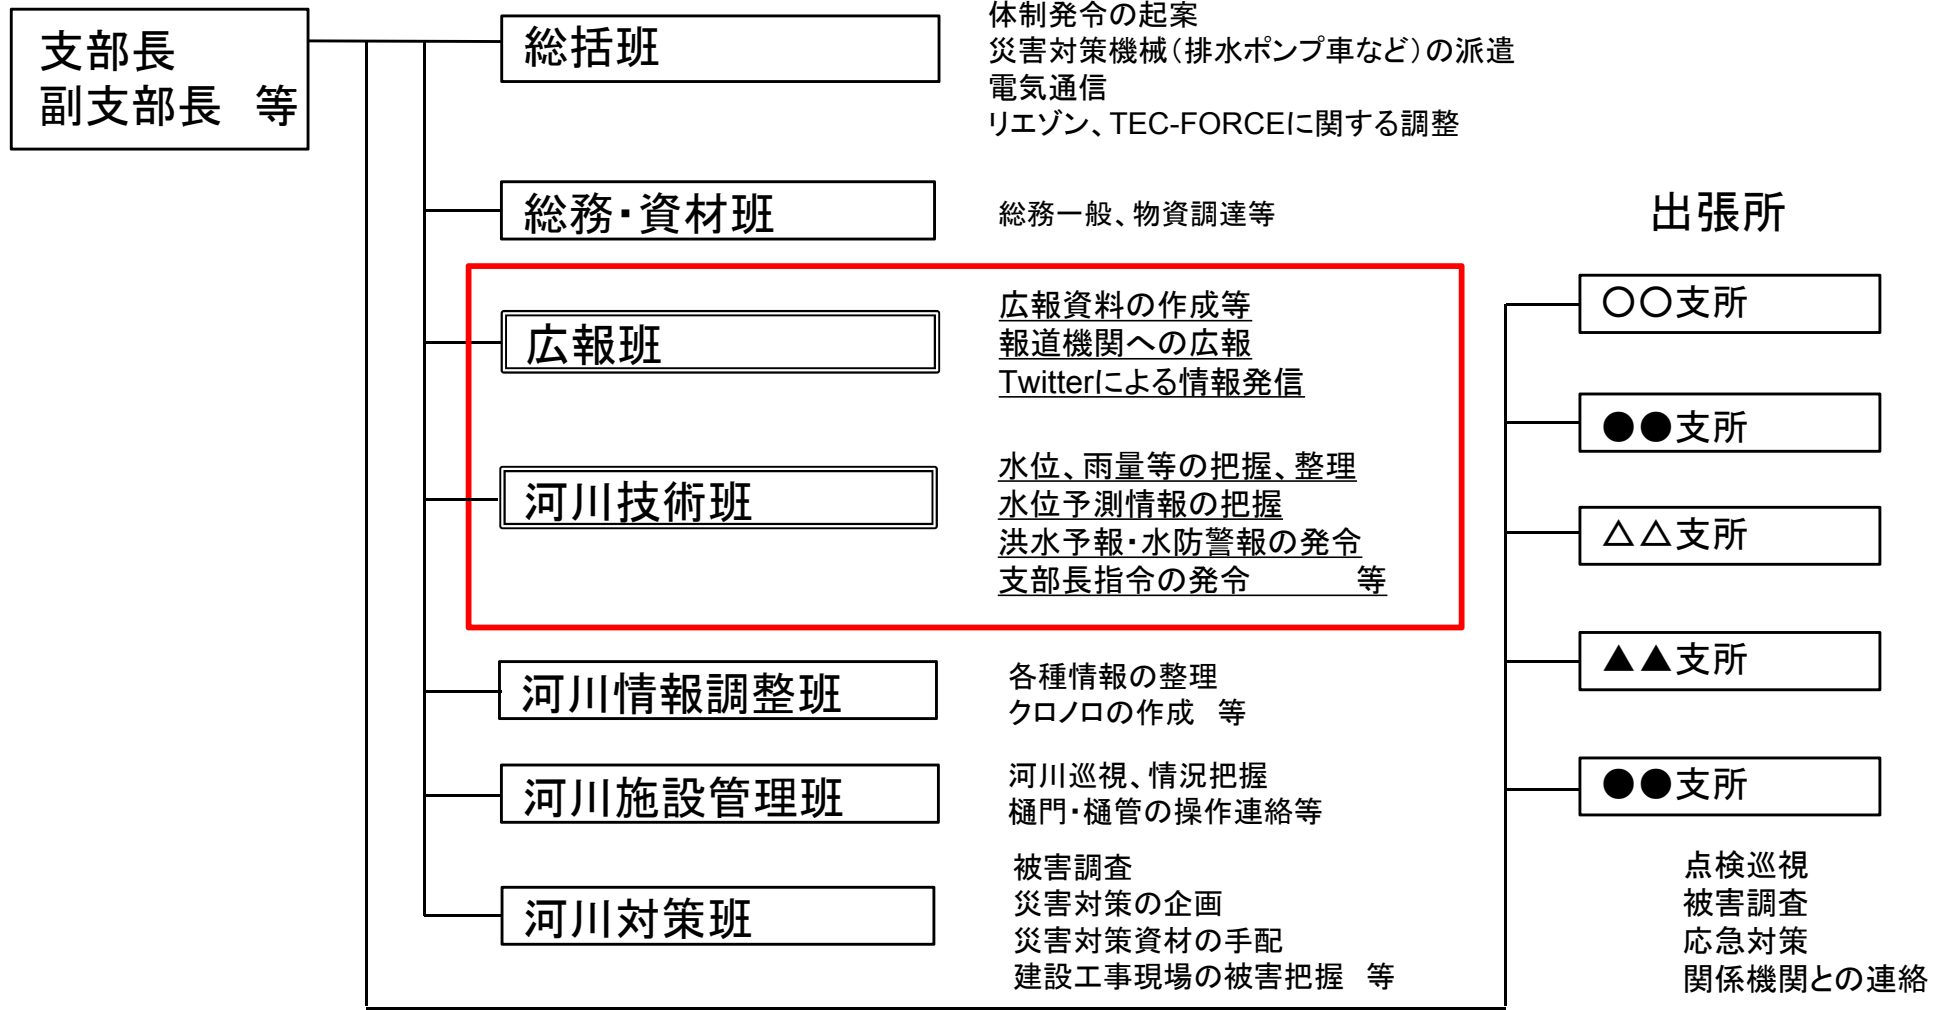 支部長
副支部長　等
総括班
体制発令の起案
災害対策機械(排水ポンプ車など)の派遣
電気通信
リエゾン、TEC-FORCEに関する調整
総務・資材班
総務一般、物資調達等
広報班
広報資料の作成等
報道機関への広報
Twitterによる情報発信
河川技術班
水位、雨量等の把握、整理
水位予測情報の把握
洪水予報・水防警報の発令
支部長指令の発令　　　　等
河川情報調整班
各種情報の整理
クロノロの作成　等
河川施設管理班
河川巡視、情況把握
樋門・樋管の操作連絡等
河川対策班
被害調査
災害対策の企画
災害対策資材の手配
建設工事現場の被害把握　等
出張所
○○支所
●●支所
△△支所
▲▲支所
●●支所
点検巡視
被害調査
応急対策
関係機関との連絡